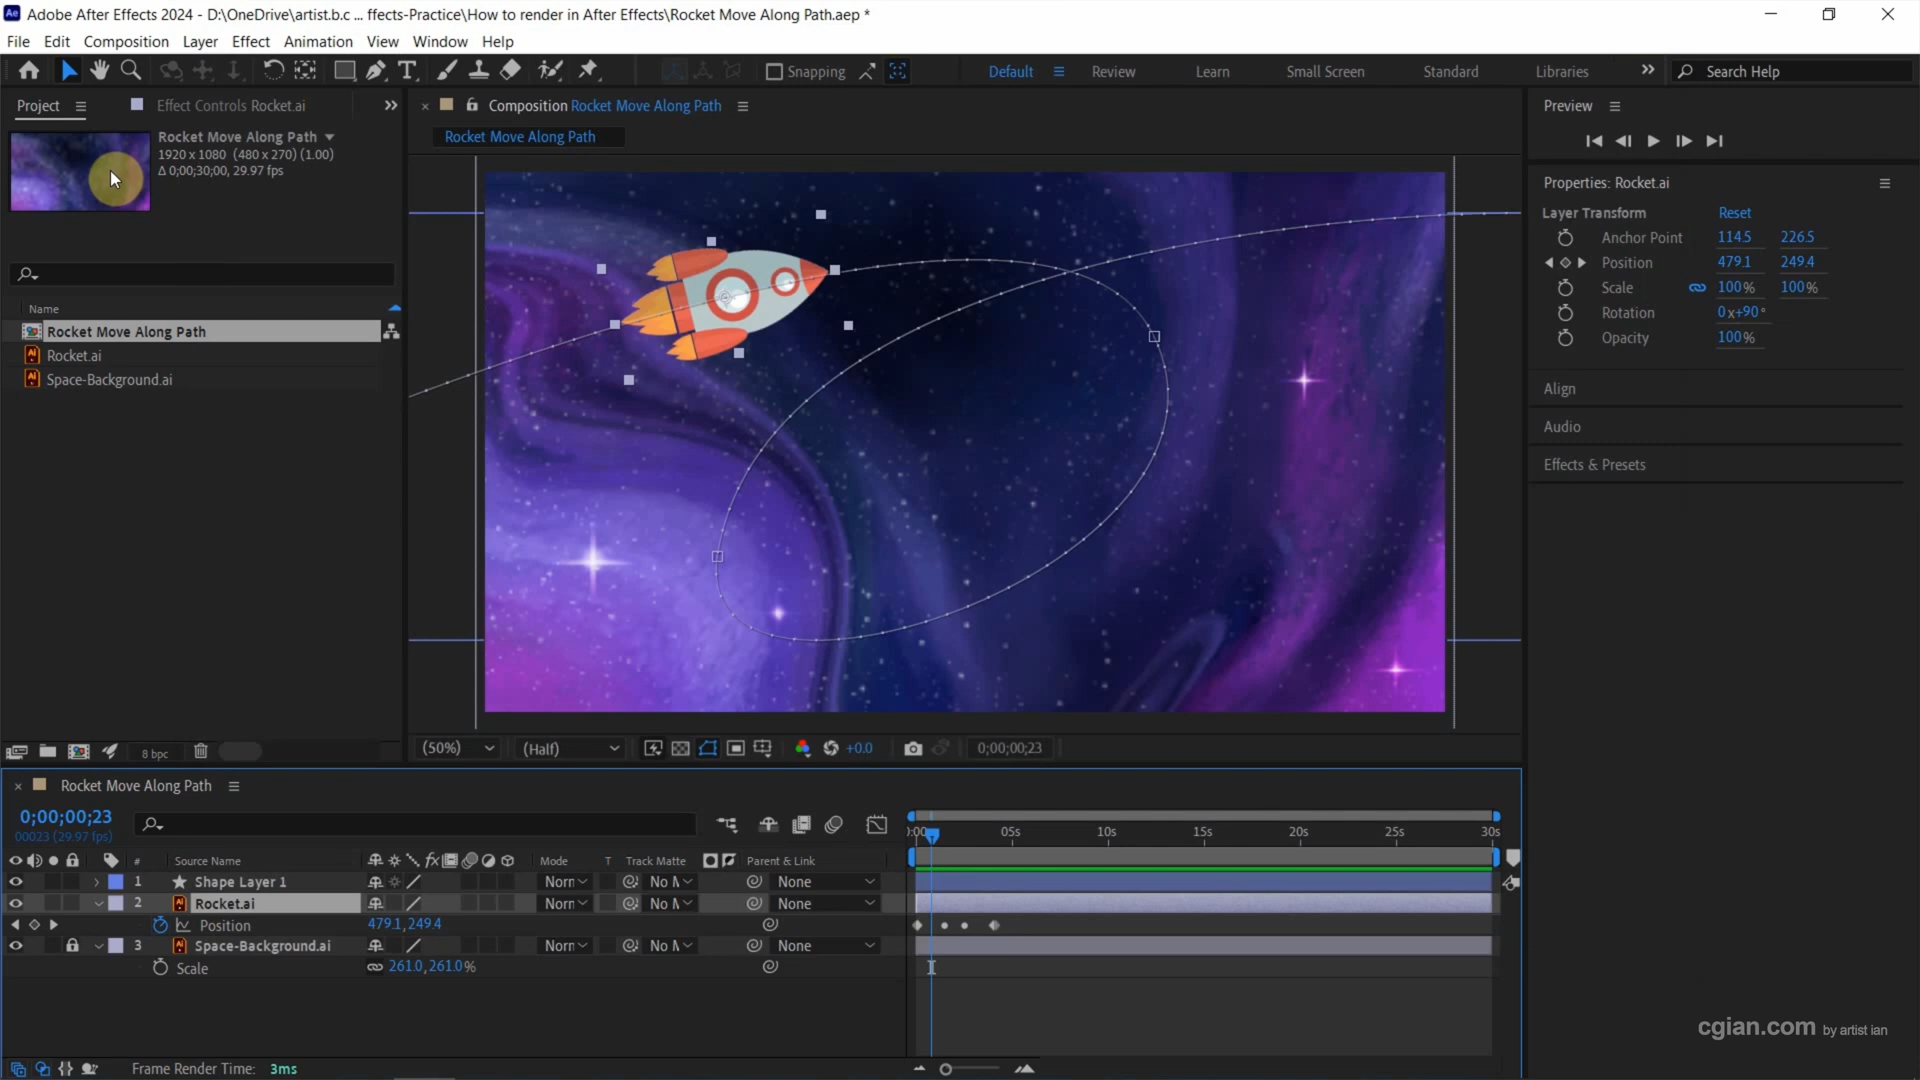 Adobe After Effects 2024 - D:\OneDrive\artist.b.c ... ffects-Practice\How to render in After Effects\Rocket Move Along Path.aep *
File Edit Composition Layer Effect Animation View Window Help
Snapping Default Review Learn Small Screen Standard Libraries Search Help
Project Effect Controls Rocket.ai
Composition Rocket Move Along Path
Rocket Move Along Path
Rocket Move Along Path
1920 x 1080 (480 x 270) (1.00)
Δ 0;00;30;00, 29.97 fps
Name
Rocket Move Along Path
Rocket.ai
Space-Background.ai
8 bpc
(50%) (Half) +0.0 0;00;00;23
Preview
Properties: Rocket.ai
Layer Transform Reset
Anchor Point 114.5 226.5
Position 479.1 249.4
Scale 100% 100%
Rotation 0x+90°
Opacity 100%
Align
Audio
Effects & Presets
Rocket Move Along Path
0;00;00;23
00023 (29.97 fps)
# Source Name Mode T Track Matte Parent & Link
05s 10s 15s 20s 25s 30s
1 Shape Layer 1 Norn None
2 Rocket.ai Norn None
Position 479.1,249.4
3 Space-Background.ai Norn None
Scale 261.0,261.0%
Frame Render Time: 3ms
cgian.com by artist ian